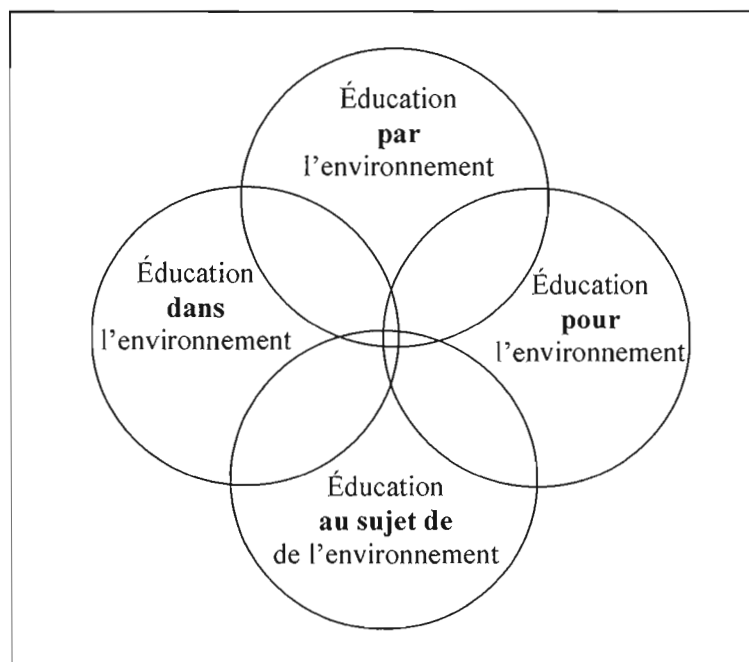 Éducation
par
l'environnement
Éducation
dans
l'environnement
Éducation
pour
l'environnement
Éducation
au sujet de
de l'environnement